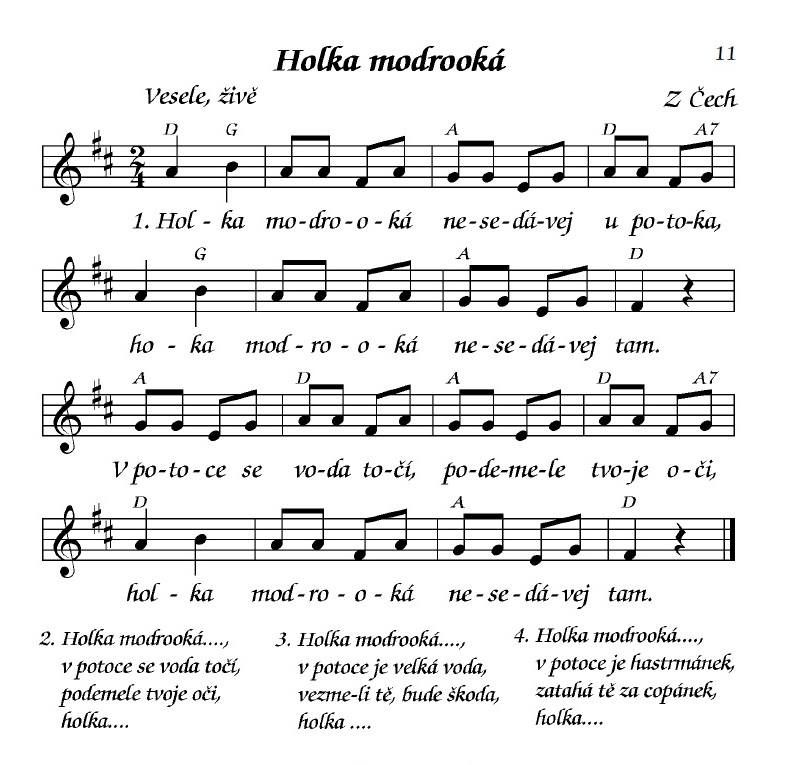 Holka modrooká
11
Vesele, živě
Z Čech
D G A D A7
2
4
1. Hol - ka mo-dro-o-ká ne-se-dá-vej u po-to-ka,
G A D
ho - ka mod-ro-o-ká ne-se-dá-vej tam.
A D A D A7
V po-to-ce se vo-da to-čí, po-de-me-le tvo-je o-či,
D A D
hol - ka mod-ro-o-ká ne-se-dá-vej tam.
2. Holka modrooká....,
v potoce se voda točí,
podemele tvoje oči,
holka....
3. Holka modrooká....,
v potoce je velká voda,
vezme-li tě, bude škoda,
holka ....
4. Holka modrooká....,
v potoce je hastrmánek,
zatahá tě za copánek,
holka....